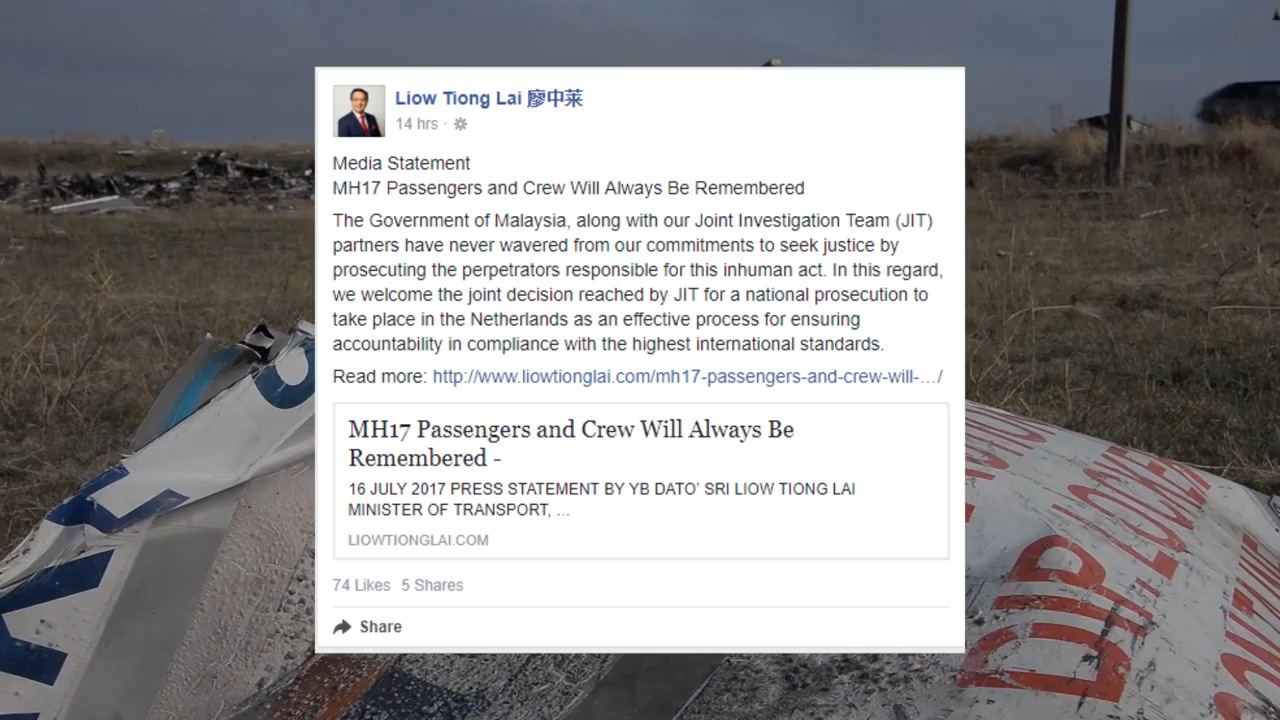 Liow Tiong Lai 廖中莱
14 hrs ·
Media Statement
MH17 Passengers and Crew Will Always Be Remembered
The Government of Malaysia, along with our Joint Investigation Team (JIT)
partners have never wavered from our commitments to seek justice by
prosecuting the perpetrators responsible for this inhuman act. In this regard,
we welcome the joint decision reached by JIT for a national prosecution to
take place in the Netherlands as an effective process for ensuring
accountability in compliance with the highest international standards.
Read more: http://www.liowtionglai.com/mh17-passengers-and-crew-will-…/
MH17 Passengers and Crew Will Always Be
Remembered -
16 JULY 2017 PRESS STATEMENT BY YB DATO’ SRI LIOW TIONG LAI
MINISTER OF TRANSPORT, ...
LIOWTIONGLAI.COM
74 Likes 5 Shares
Share